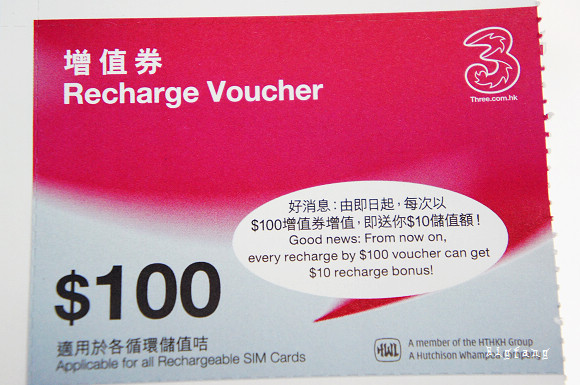 增值券
Recharge Voucher
3
Three.com.hk
好消息：由即日起，每次以
$100增值券增值，即送你$10儲值額！
Good news: From now on,
every recharge by $100 voucher can get
$10 recharge bonus!
$100
適用於各循環儲值咭
Applicable for all Rechargeable SIM Cards
HWL
A member of the HTHKH Group
A Hutchison Whampoa